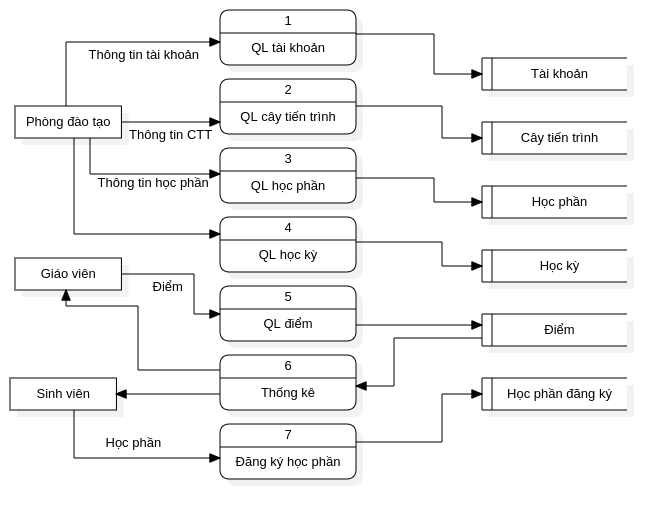 1
QL tài khoản
Thông tin tài khoản
Tài khoản
2
QL cây tiến trình
Phòng đào tạo
Thông tin CTT
Cây tiến trình
3
QL học phần
Thông tin học phần
Học phần
4
QL học kỳ
Học kỳ
Giáo viên
Điểm
5
QL điểm
Điểm
6
Thống kê
Sinh viên
Học phần đăng ký
Học phần
7
Đăng ký học phần